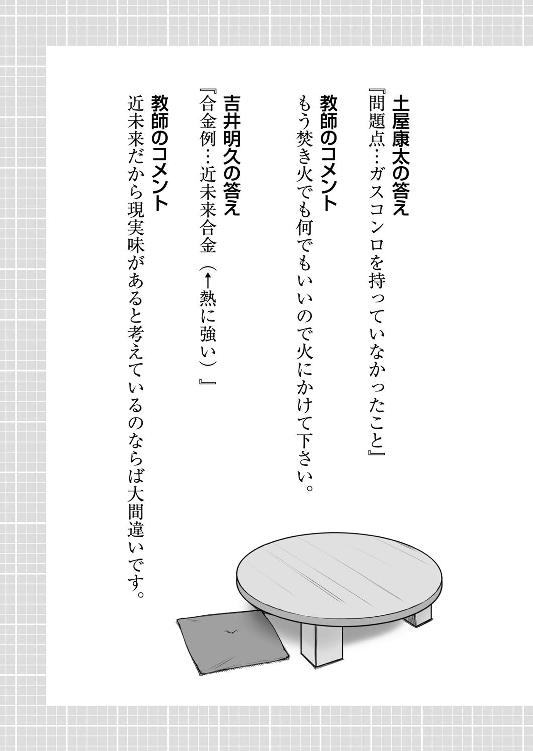 土屋康太の答え
『問題点…ガスコンロを持っていなかったこと』
教師のコメント
もう焚き火でも何でもいいので火にかけて下さい。
吉井明久の答え
『合金例…近未来合金（←熱に強い）』
教師のコメント
近未来だから現実味があると考えているのならば大間違いです。